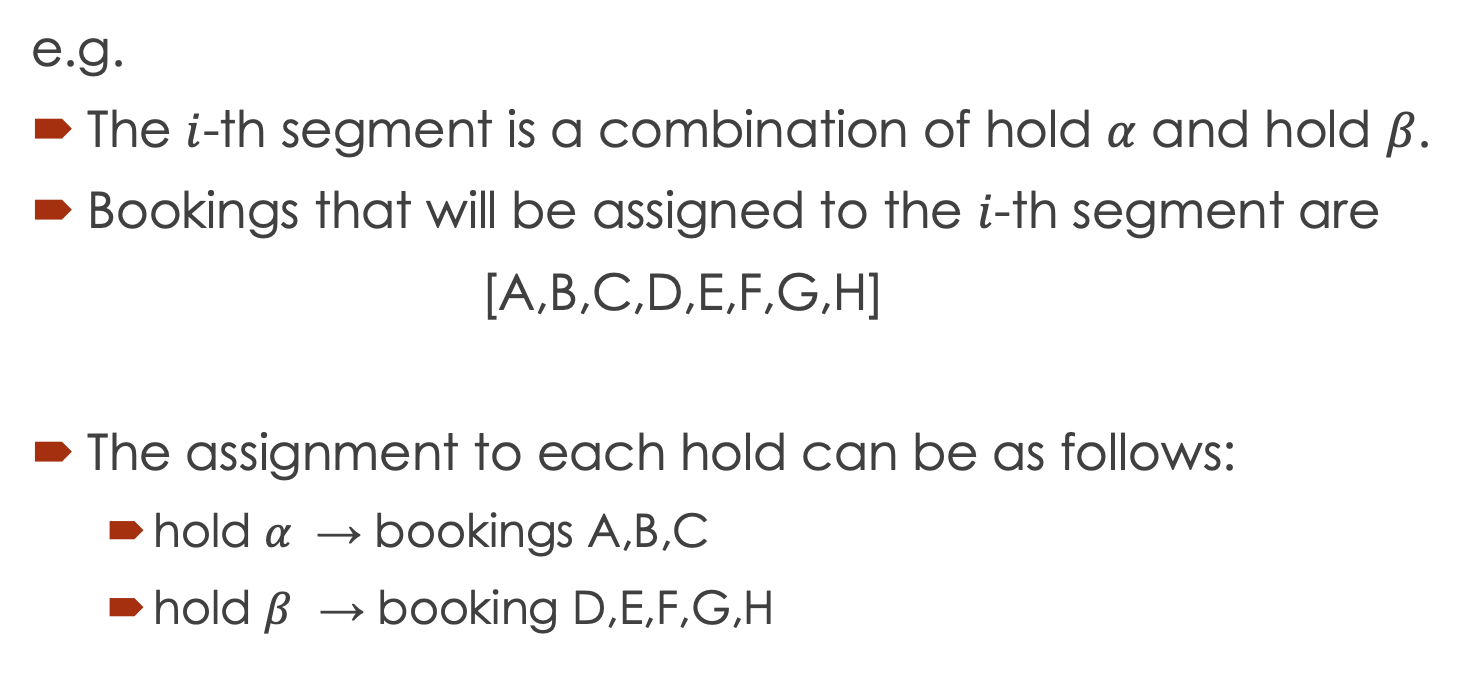 e.g.
The 𝑖-th segment is a combination of hold 𝛼 and hold 𝛽.
Bookings that will be assigned to the 𝑖-th segment are
[A,B,C,D,E,F,G,H]
The assignment to each hold can be as follows:
hold 𝛼 → bookings A,B,C
hold 𝛽 → booking D,E,F,G,H